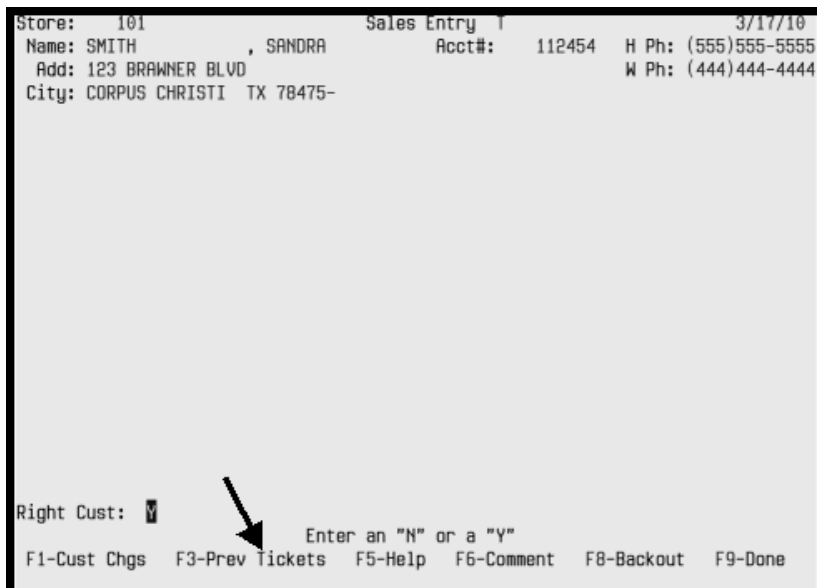 Store: 101 Sales Entry T 3/17/10
Name: SMITH , SANDRA Acct#: 112454 H Ph: (555)555-5555
Add: 123 BRAWNER BLVD W Ph: (444)444-4444
City: CORPUS CHRISTI TX 78475-
Right Cust: Y
Enter an "N" or a "Y"
F1-Cust Chgs F3-Prev Tickets F5-Help F6-Comment F8-Backout F9-Done